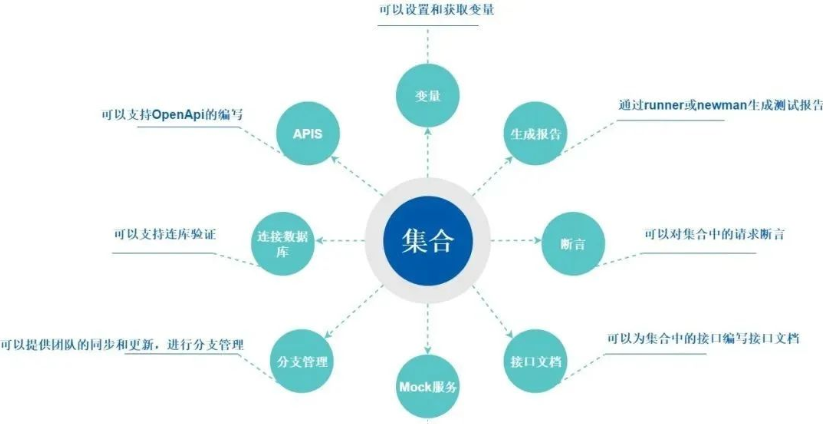 可以设置和获取变量
变量
可以支持OpenApi的编写
APIS
生成报告
通过runner或newman生成测试报告
可以支持连库验证
连接数据
库
集合
断言
可以对集合中的请求断言
可以提供团队的同步和更新，进行分支管理
分支管理
Mock服务
接口文档
可以为集合中的接口编写接口文档